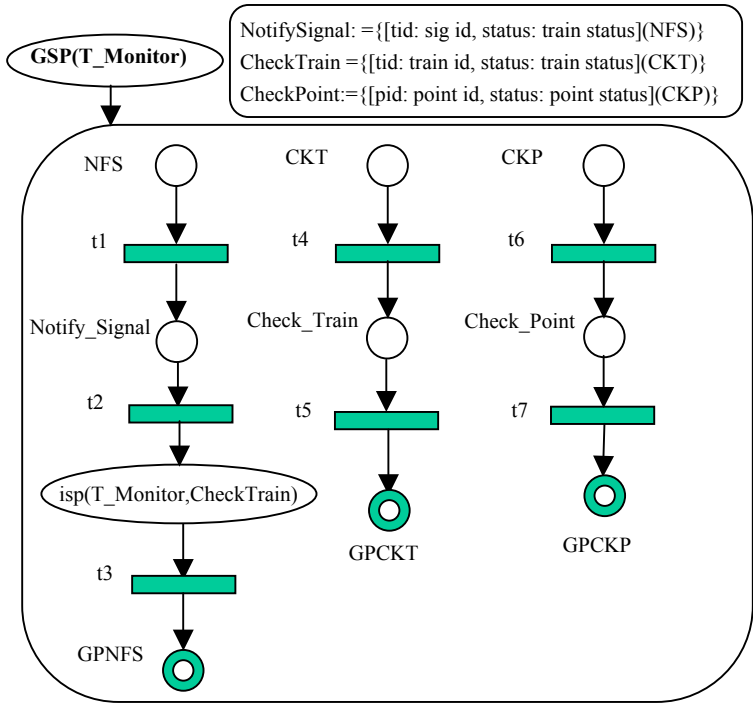 GSP(T_Monitor)
NotifySignal: ={[tid: sig id, status: train status](NFS)}
CheckTrain ={[tid: train id, status: train status](CKT)}
CheckPoint:={[pid: point id, status: point status](CKP)}
NFS
CKT
CKP
t1
t4
t6
Notify_Signal
Check_Train
Check_Point
t2
t5
t7
isp(T_Monitor,CheckTrain)
GPCKT
GPCKP
t3
GPNFS